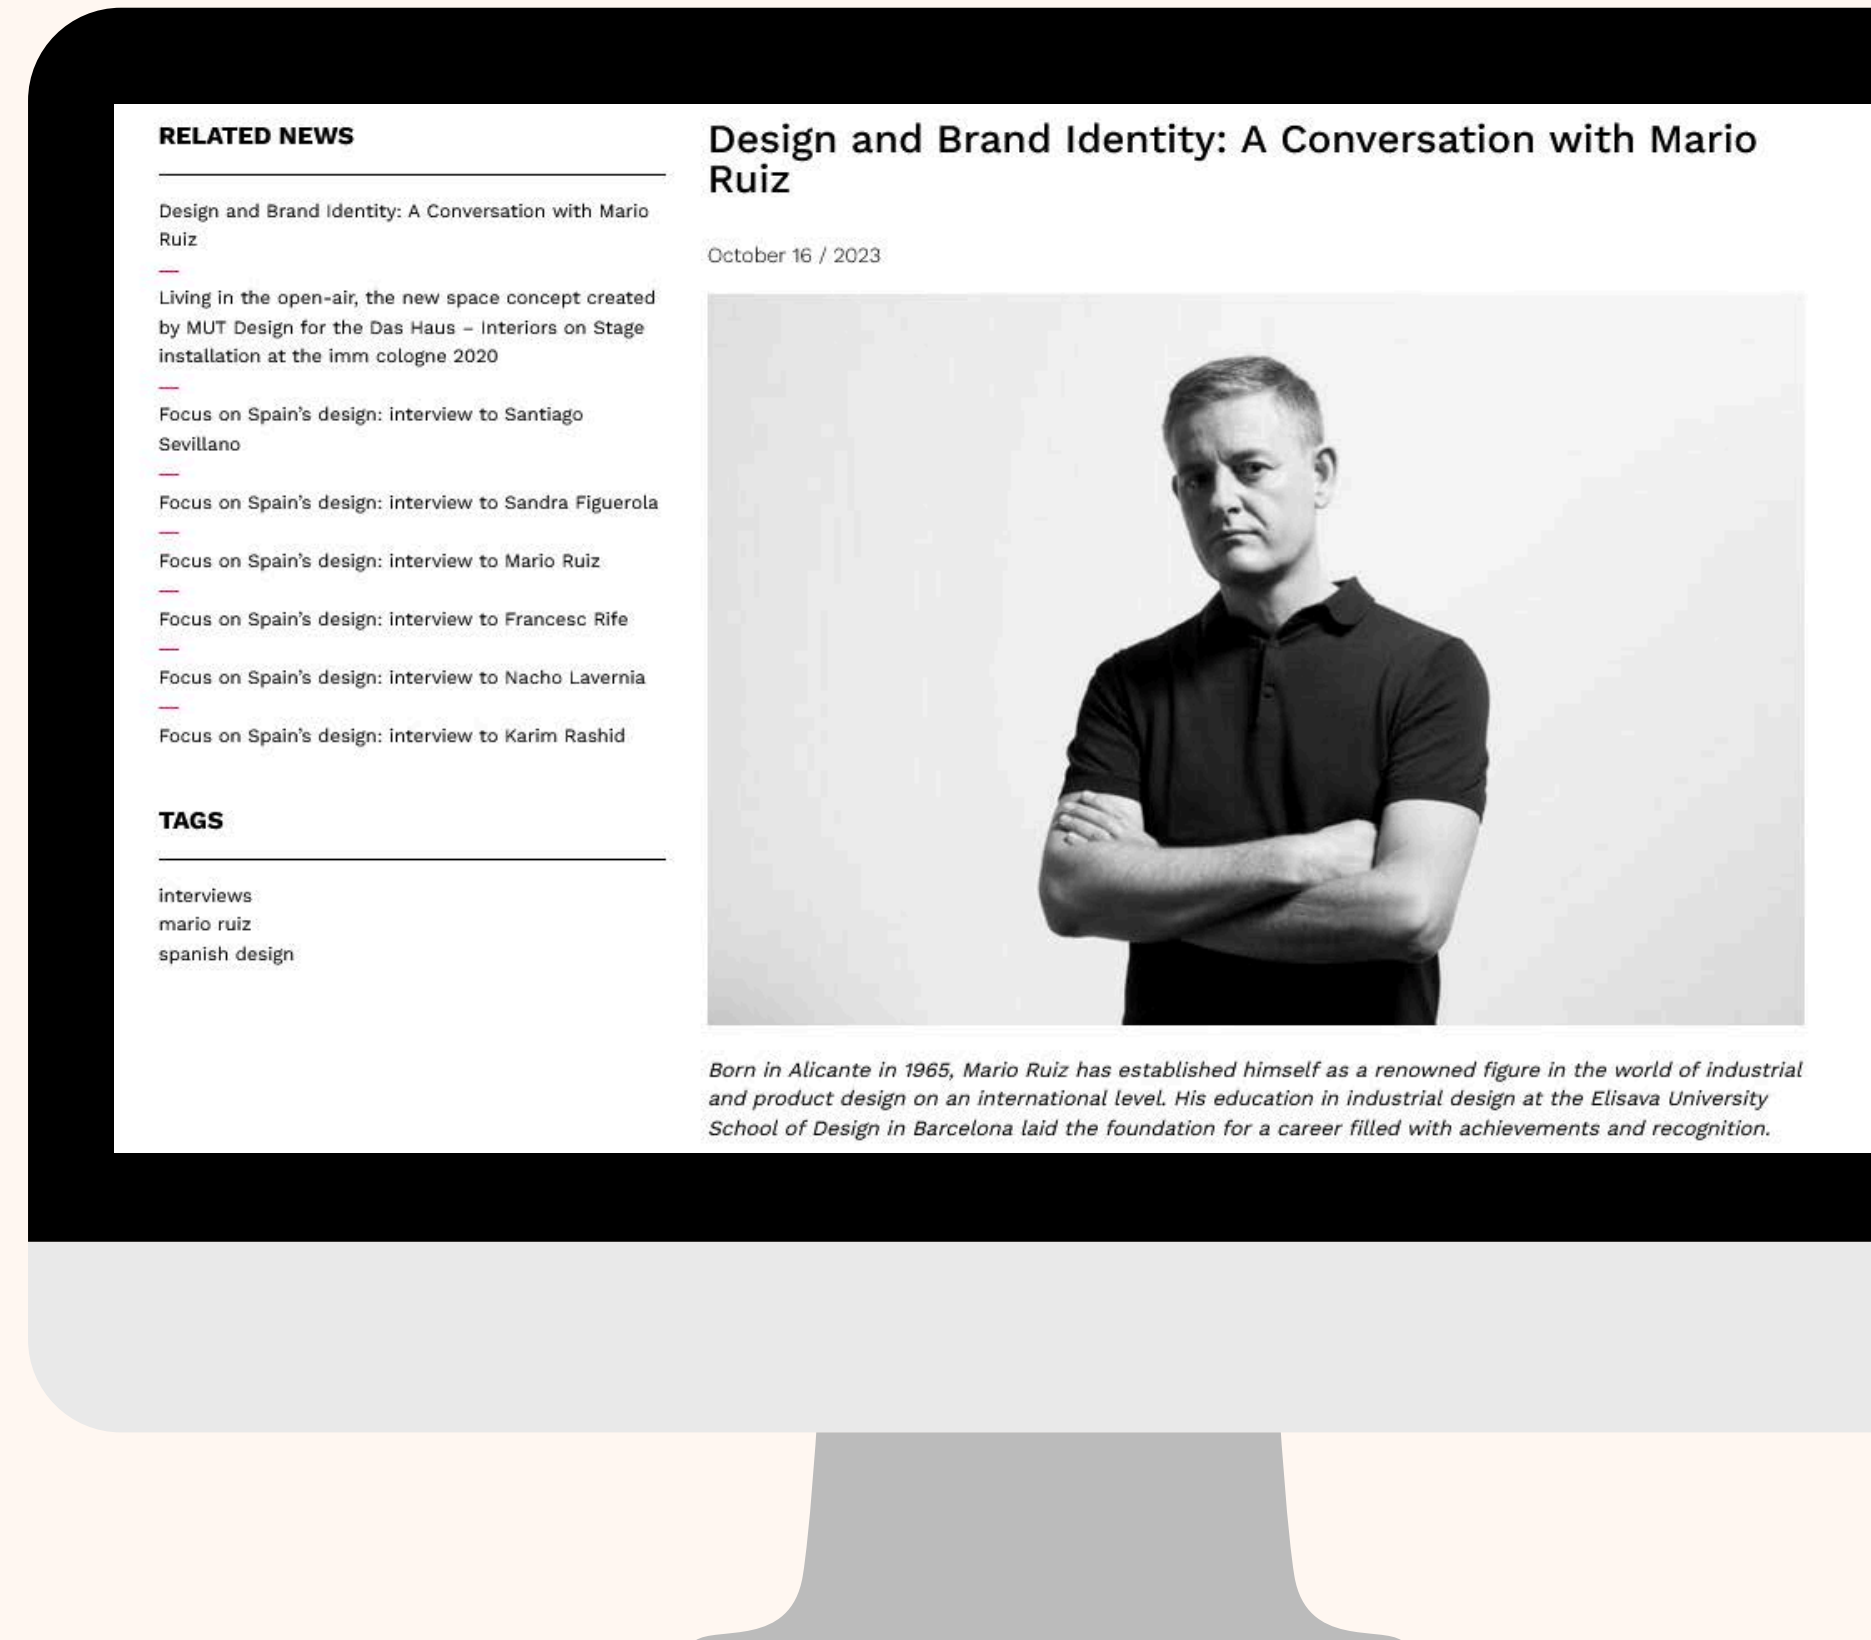 RELATED NEWS
Design and Brand Identity: A Conversation with Mario
Ruiz
Living in the open-air, the new space concept created
by MUT Design for the Das Haus – Interiors on Stage
installation at the imm cologne 2020
Focus on Spain’s design: interview to Santiago
Sevillano
Focus on Spain’s design: interview to Sandra Figuerola
Focus on Spain’s design: interview to Mario Ruiz
Focus on Spain’s design: interview to Francesc Rife
Focus on Spain’s design: interview to Nacho Lavernia
Focus on Spain’s design: interview to Karim Rashid
TAGS
interviews
mario ruiz
spanish design
Design and Brand Identity: A Conversation with Mario
Ruiz
October 16 / 2023
Born in Alicante in 1965, Mario Ruiz has established himself as a renowned figure in the world of industrial
and product design on an international level. His education in industrial design at the Elisava University
School of Design in Barcelona laid the foundation for a career filled with achievements and recognition.